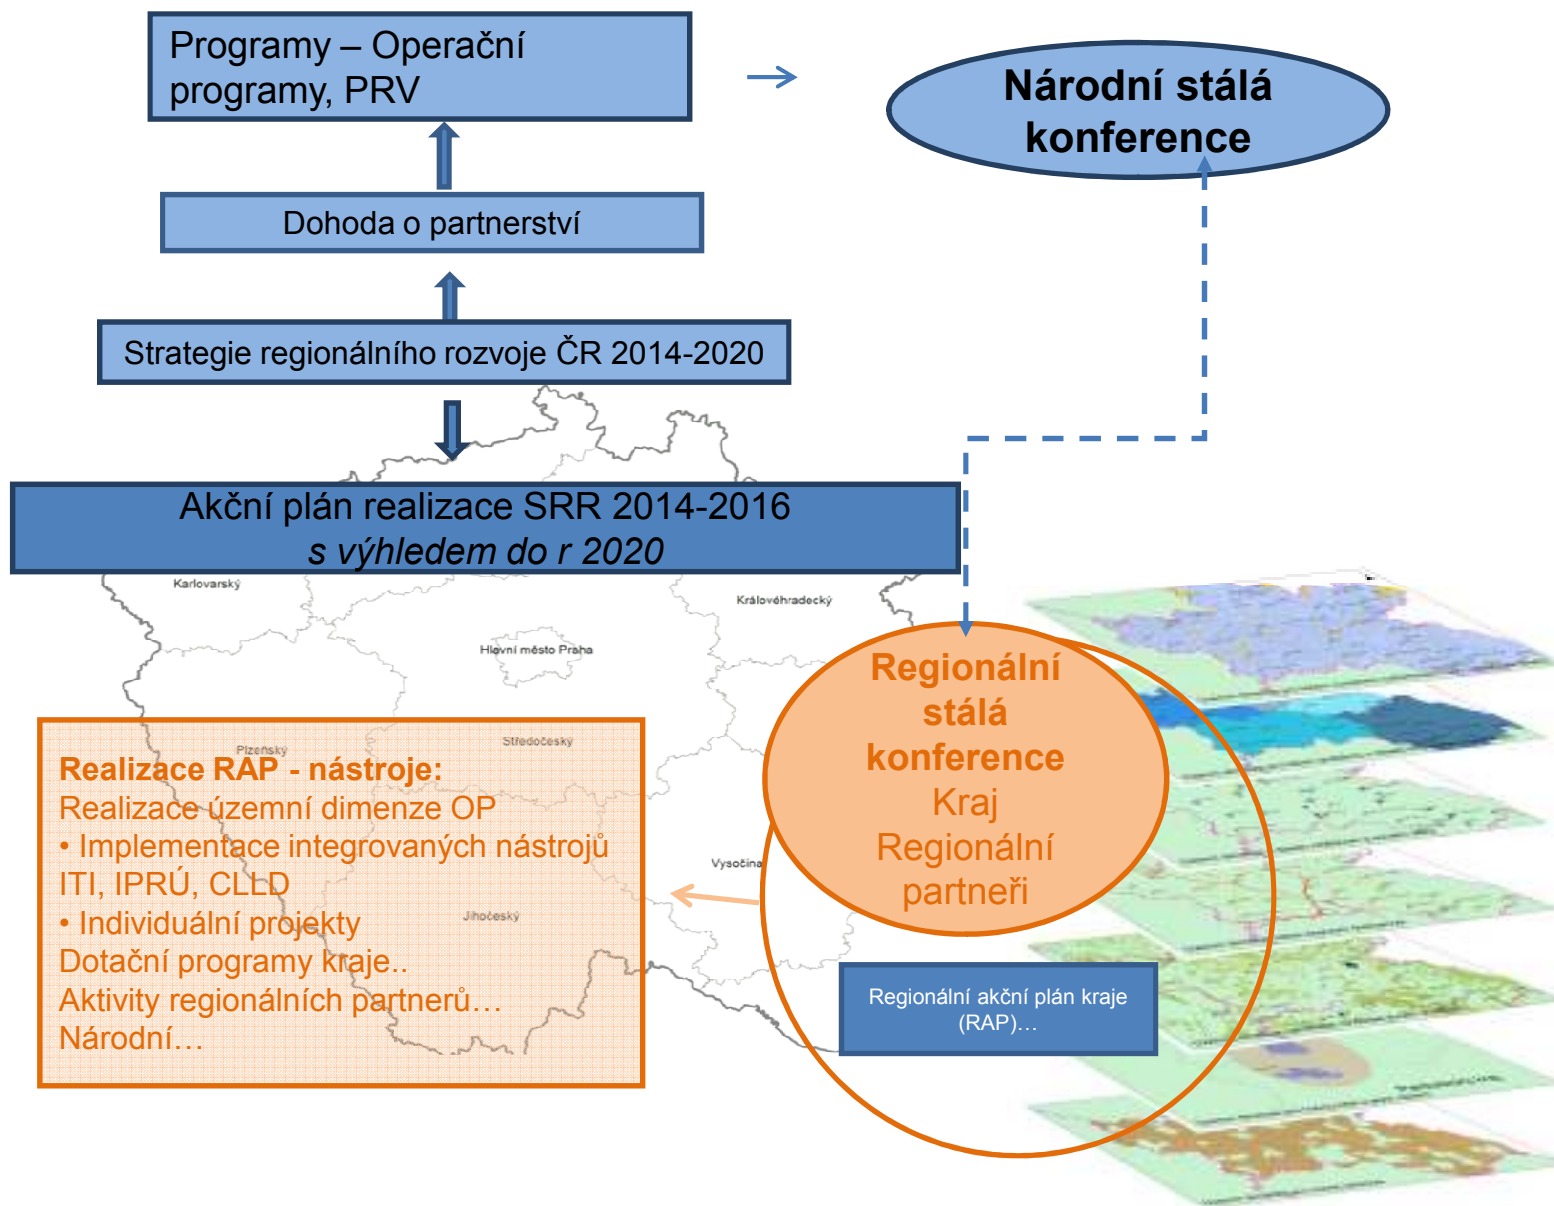 Programy – Operační
programy, PRV
Národní stálá
konference
Dohoda o partnerství
Strategie regionálního rozvoje ČR 2014-2020
Akční plán realizace SRR 2014-2016
s výhledem do r 2020
Karlovarský
Královéhradecký
Hlavní město Praha
Středočeský
Plzeňský
Vysočina
Jihočeský
Regionální
stálá
konference
Kraj
Regionální
partneři
Realizace RAP - nástroje:
Realizace územní dimenze OP
• Implementace integrovaných nástrojů
ITI, IPRÚ, CLLD
• Individuální projekty
Dotační programy kraje..
Aktivity regionálních partnerů…
Národní…
Regionální akční plán kraje
(RAP)…